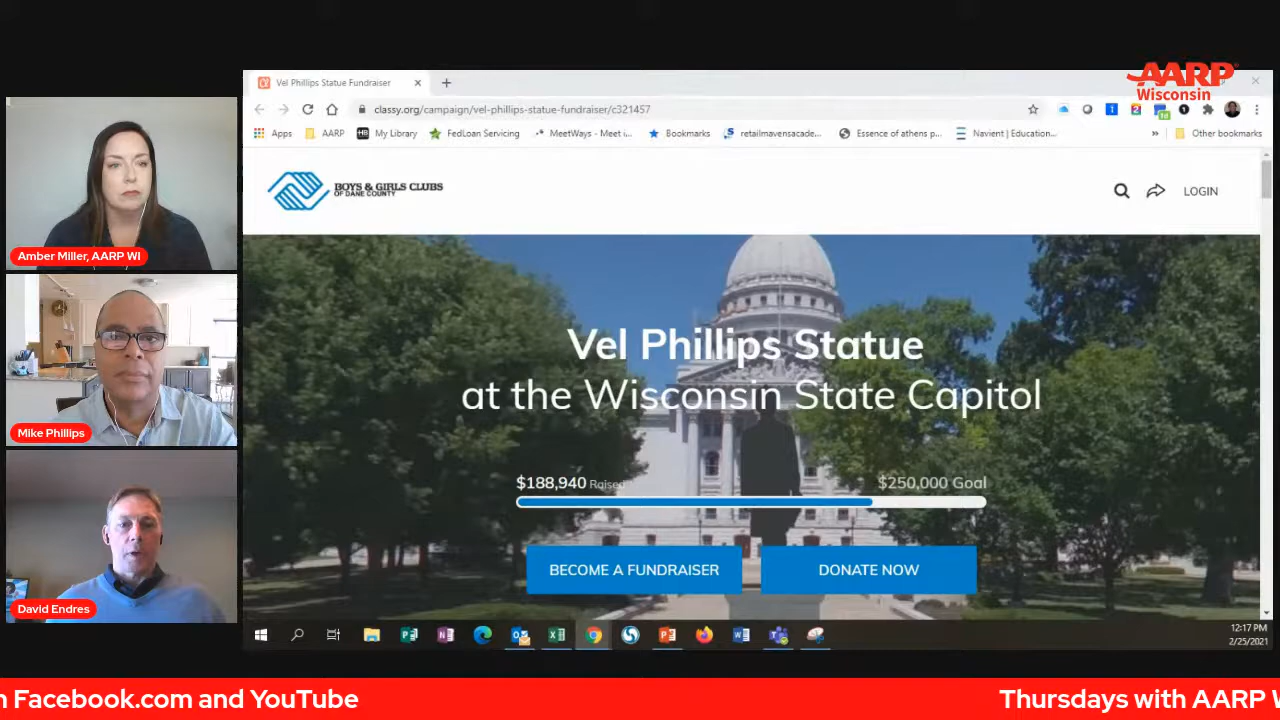 AARP
Wisconsin
Vel Phillips Statue Fundraiser
classy.org/campaign/vel-phillips-statue-fundraiser/c321457
Apps
AARP
My Library
FedLoan Servicing
MeetWays - Meet i...
Bookmarks
retailmavensacade...
Essence of athens p...
Navient | Education...
Other bookmarks
BOYS & GIRLS CLUBS
OF DANE COUNTY
LOGIN
Vel Phillips Statue
at the Wisconsin State Capitol
$188,940 Raised
$250,000 Goal
BECOME A FUNDRAISER
DONATE NOW
Amber Miller, AARP WI
Mike Phillips
David Endres
12:17 PM
2/25/2021
n Facebook.com and YouTube
Thursdays with AARP W